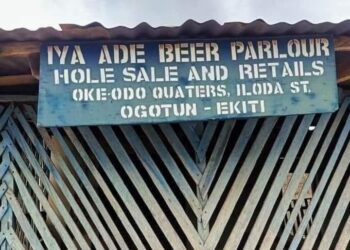 IYA ADE BEER PARLOUR
HOLE SALE AND RETAILS
OKE-ODO QUATERS, ILODA ST.
OGOTUN - EKITI